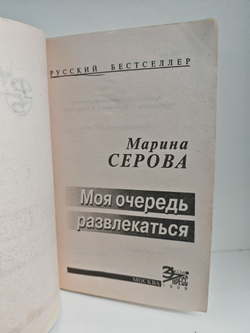 РУССКИЙ БЕСТСЕЛЛЕР
Марина
СЕРОВА
Моя очередь
развлекаться
МОСКВА